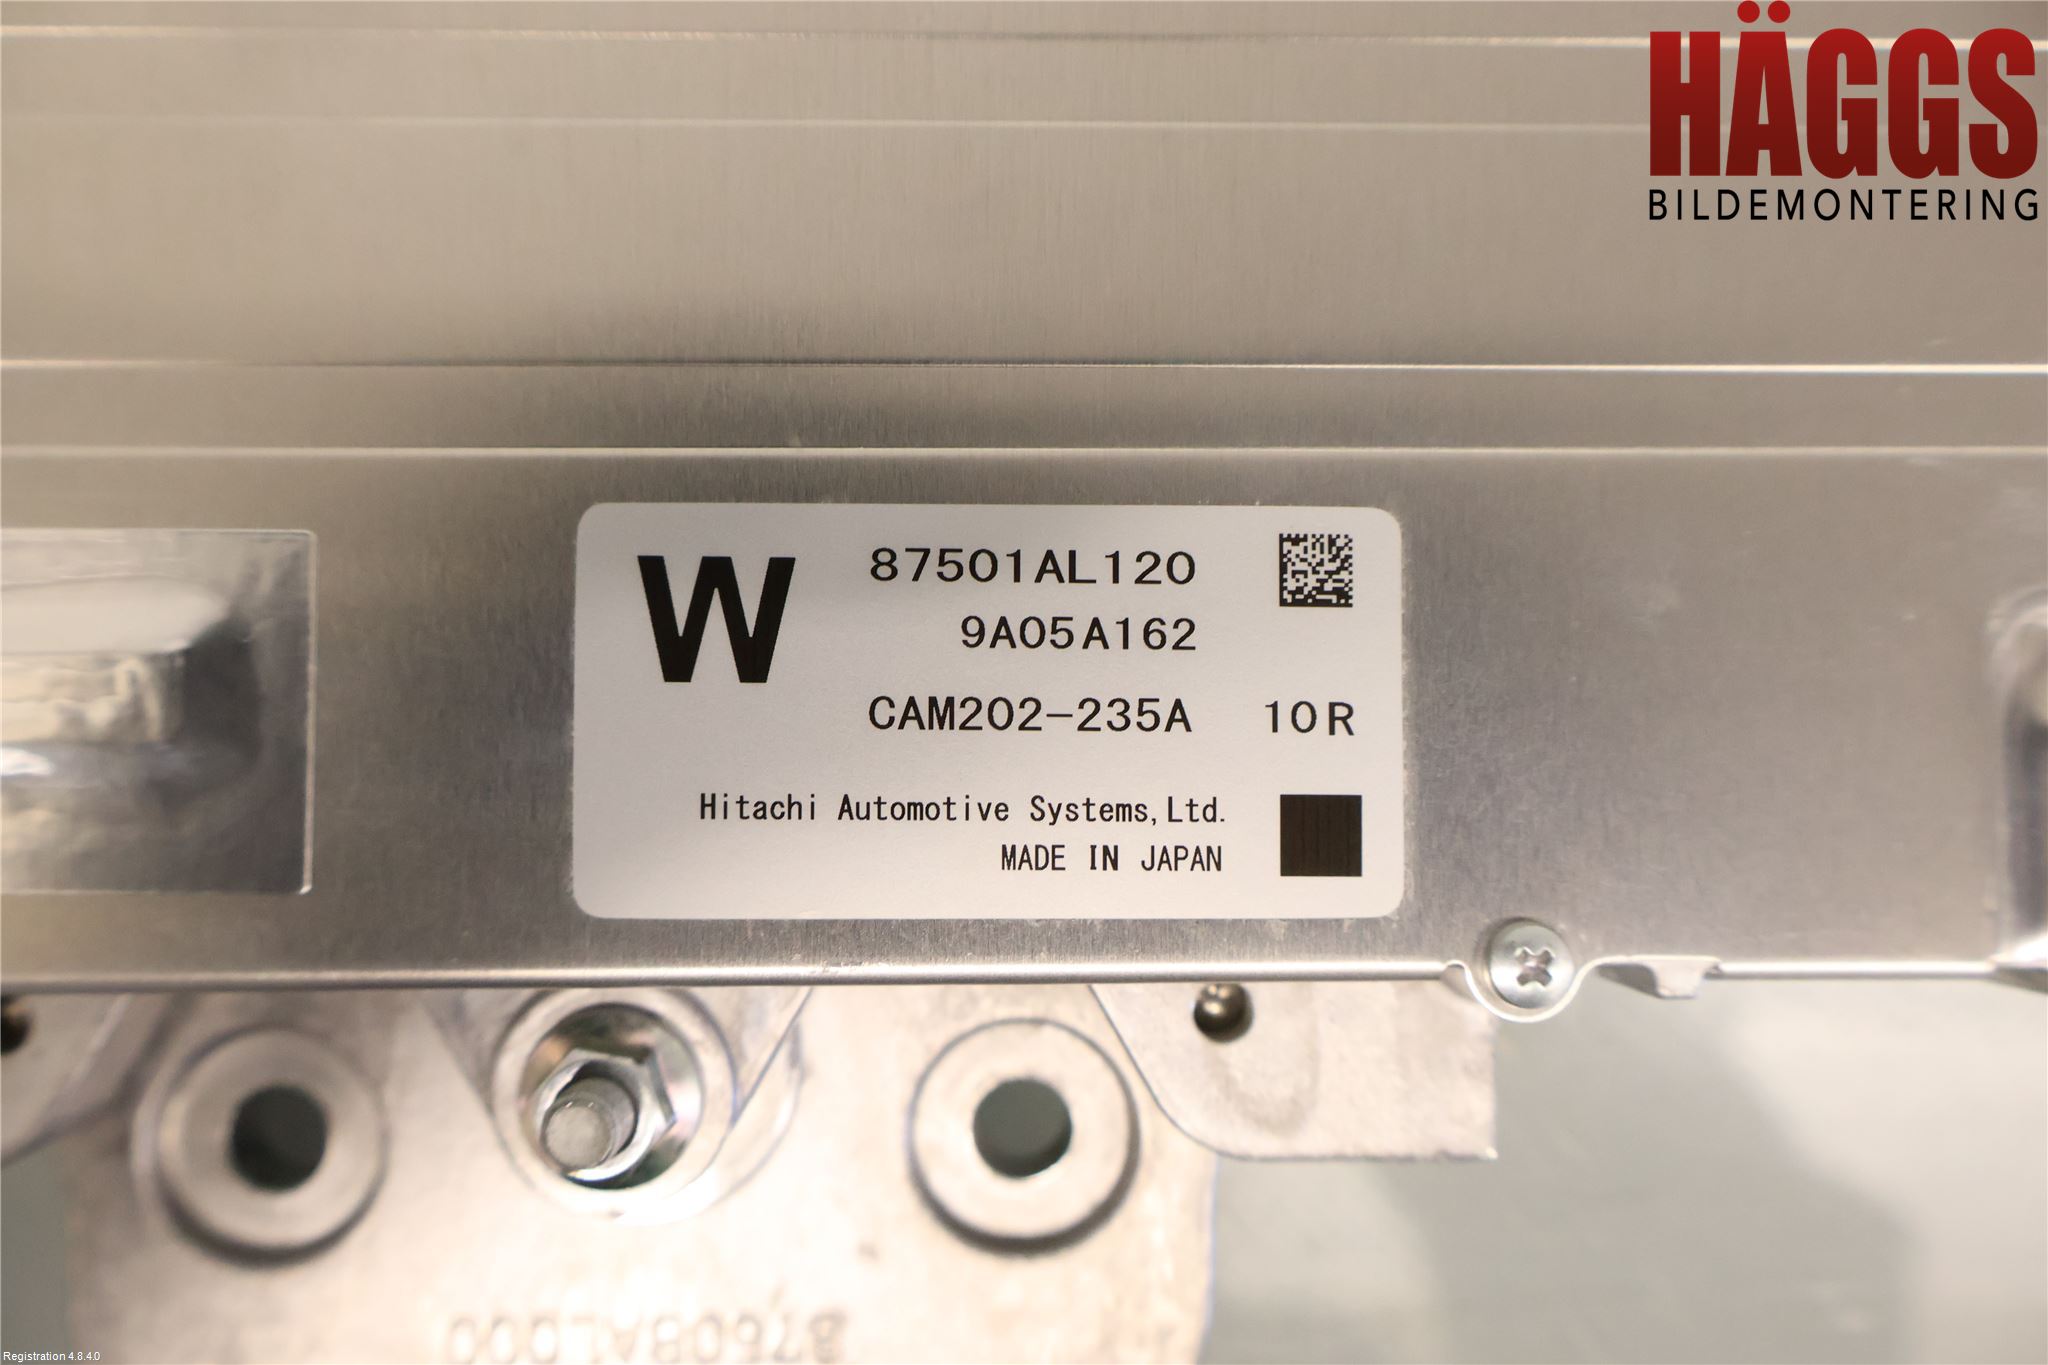 HÄGGS
BILDEMONTERING
W
87501AL120
9A05A162
CAM202-235A 10R
Hitachi Automotive Systems,Ltd.
MADE IN JAPAN
Registration 4.8.4.0